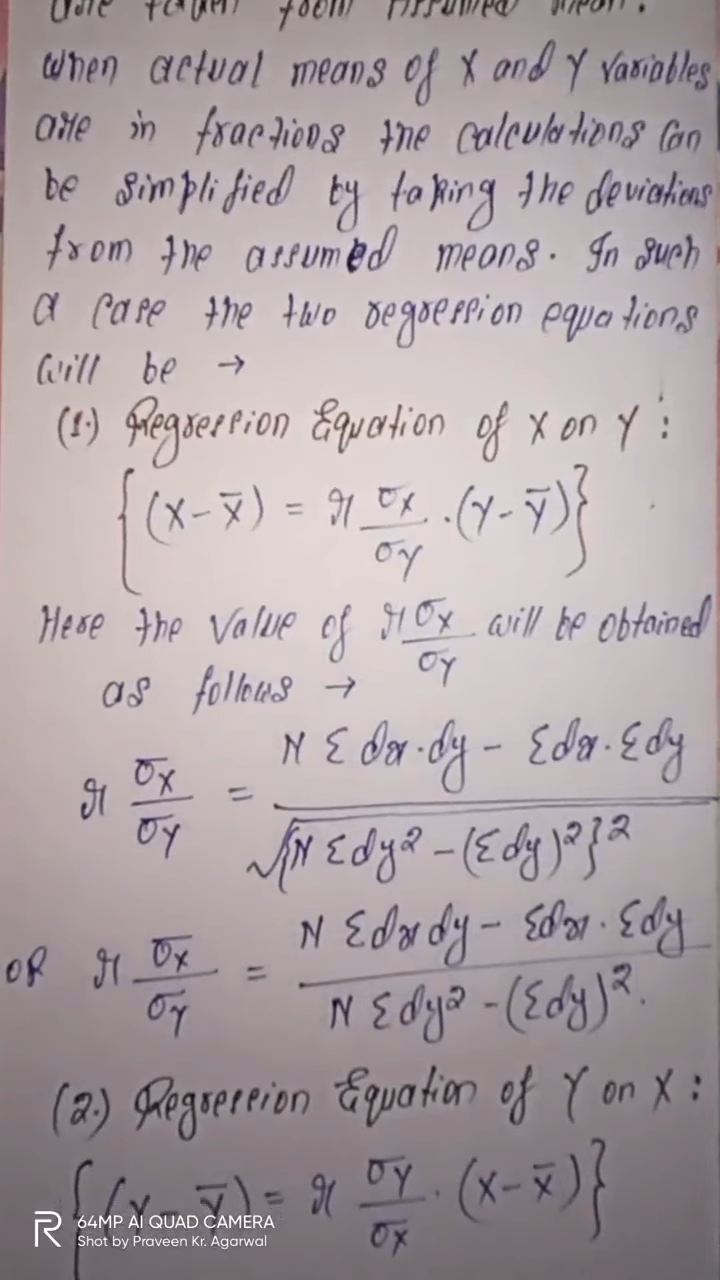 from Assumed mean.
when actual means of X and Y variables
are in fractions the calculations can
be simplified by taking the deviations
from the assumed means. In such
a case the two regression equations
will be →
(1.) Regression Equation of X on Y :
{(X - X̄) = r σx/σy . (Y - Ȳ)}
Here the value of r σx/σy will be obtained
as follows →
r σx/σy = N Σdx.dy - Σdx.Σdy / √{N Σdy² - (Σdy)²}²
OR r σx/σy = N Σdxdy - Σdx.Σdy / N Σdy² - (Σdy)².
(2.) Regression Equation of Y on X :
{(Y - Ȳ) = r σy/σx . (X - X̄)}
R 64MP AI QUAD CAMERA
Shot by Praveen Kr. Agarwal